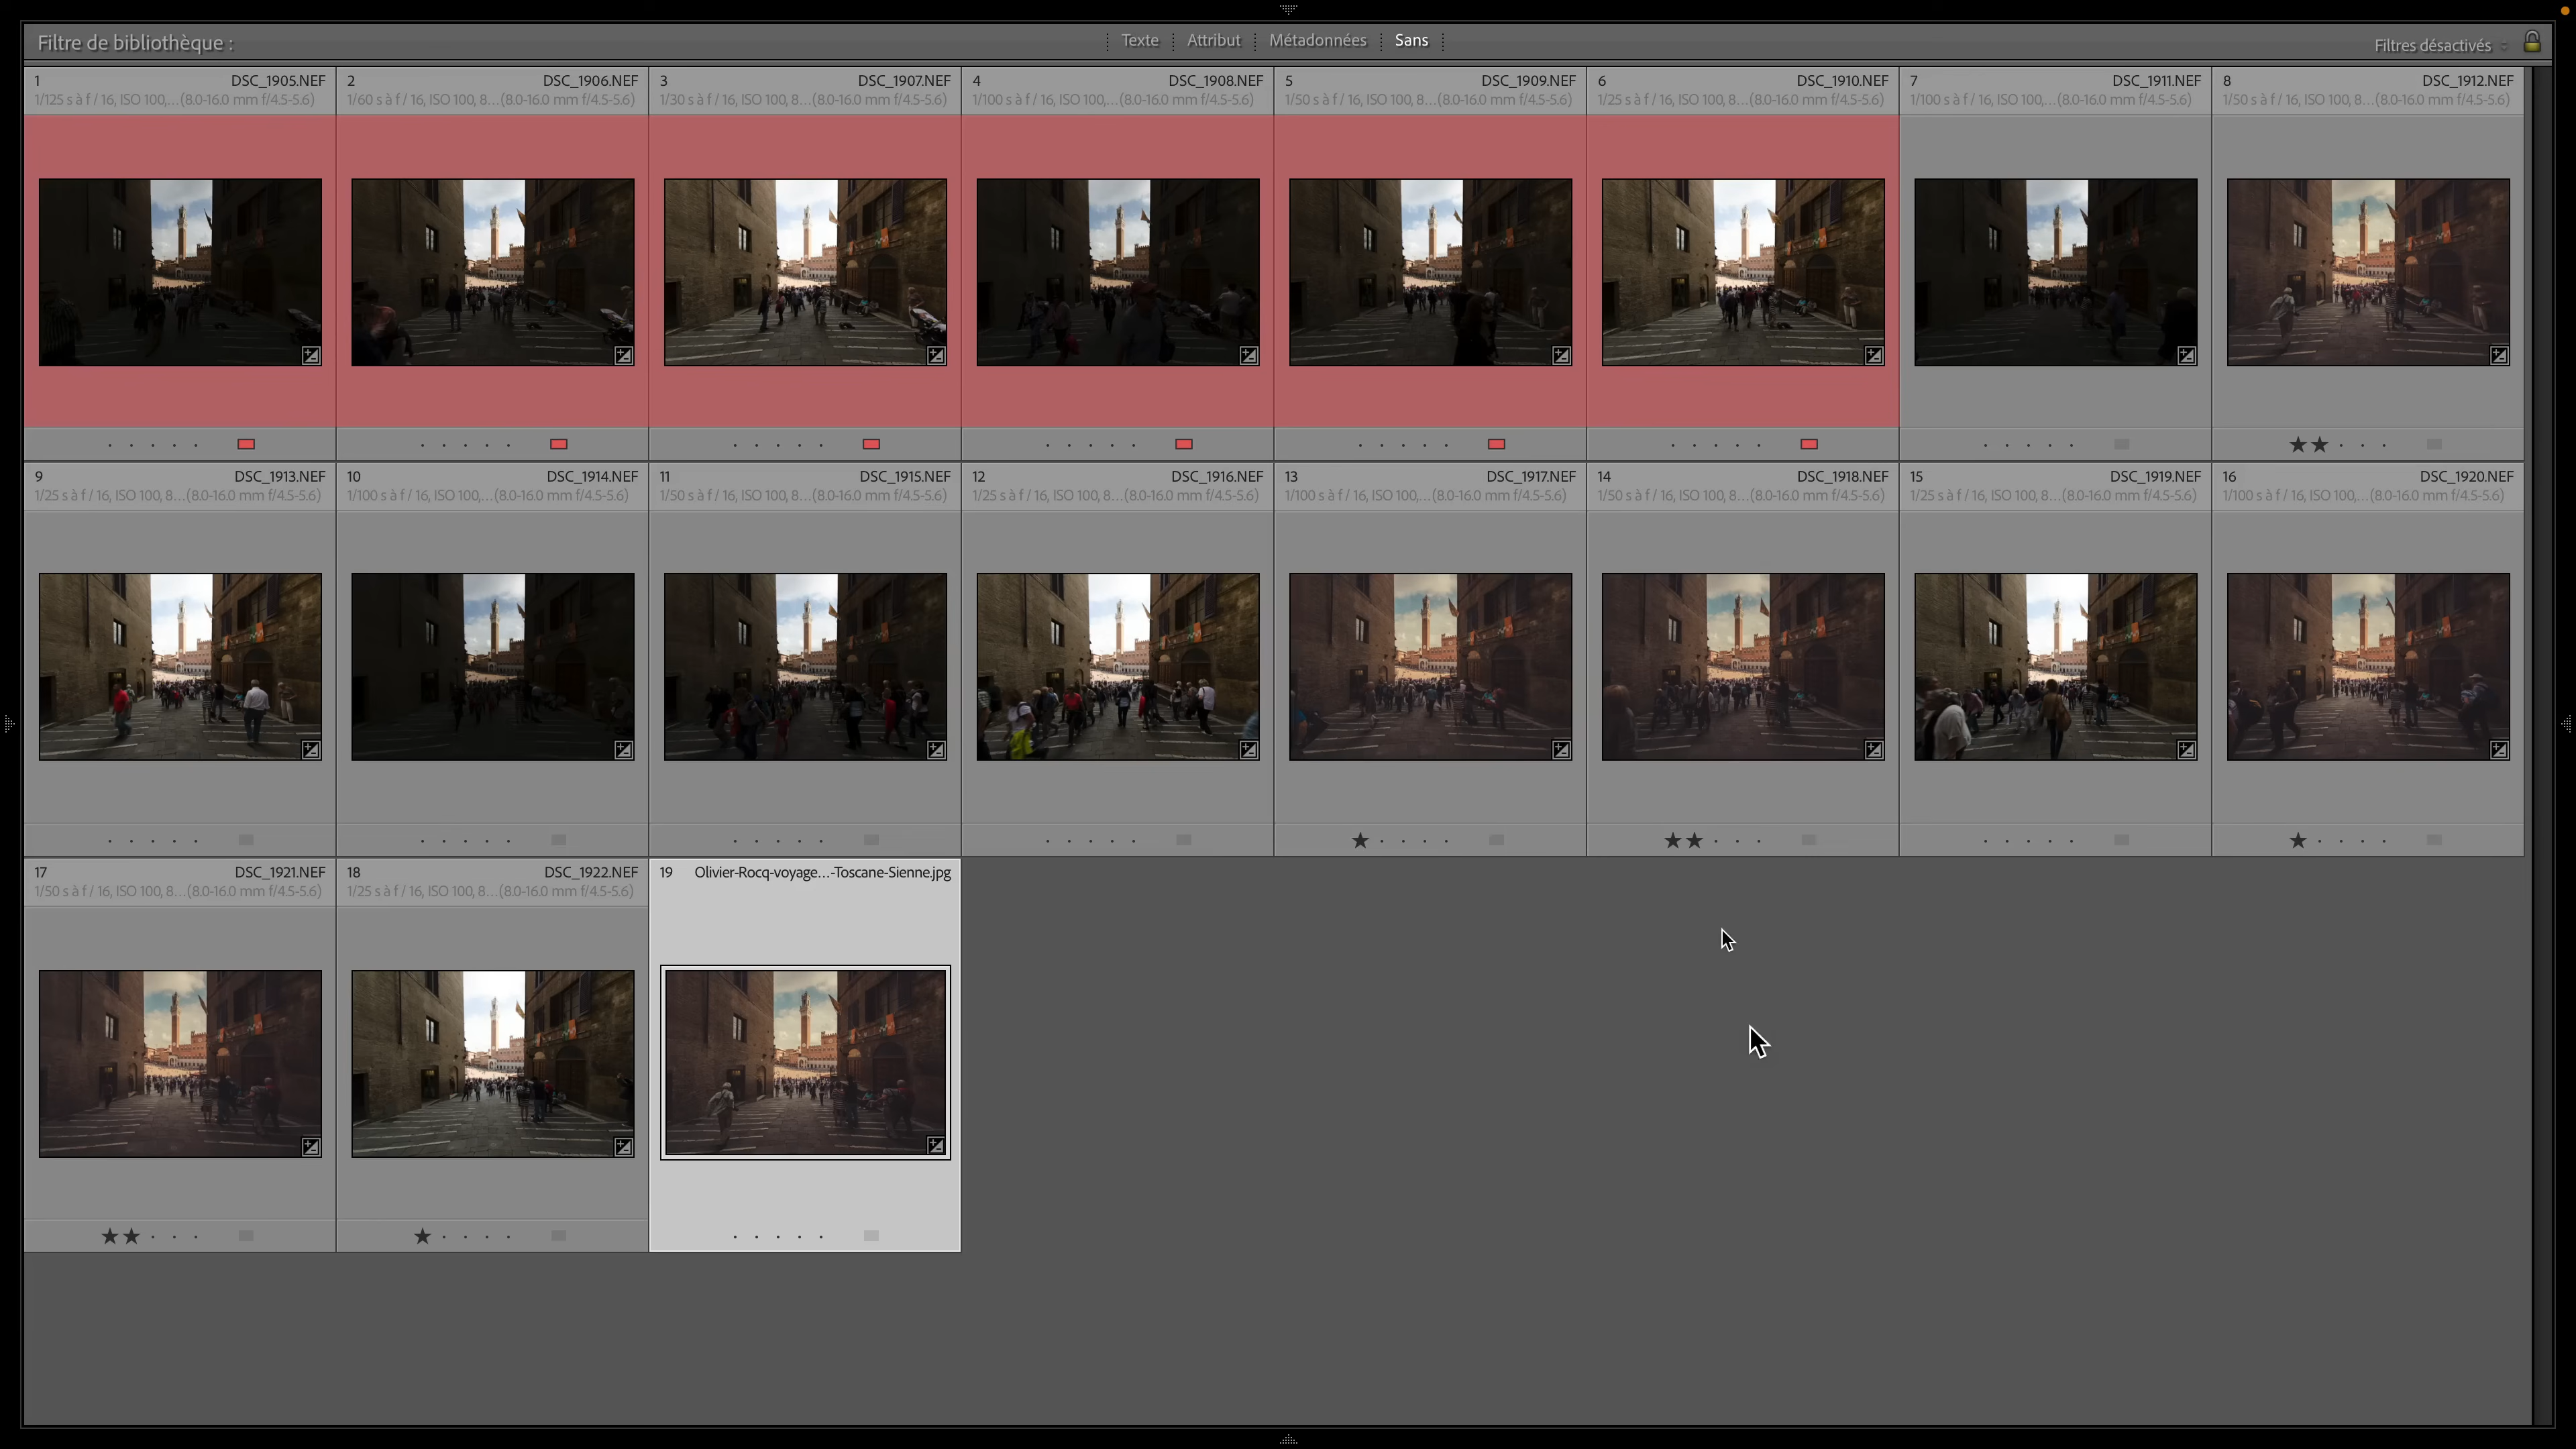 Filtre de bibliothèque :
Texte Attribut Métadonnées Sans
Filtres désactivés
1 DSC_1905.NEF
1/125 s à f / 16, ISO 100,... (8.0-16.0 mm f/4.5-5.6)
2 DSC_1906.NEF
1/60 s à f / 16, ISO 100, 8... (8.0-16.0 mm f/4.5-5.6)
3 DSC_1907.NEF
1/30 s à f / 16, ISO 100, 8... (8.0-16.0 mm f/4.5-5.6)
4 DSC_1908.NEF
1/100 s à f / 16, ISO 100,... (8.0-16.0 mm f/4.5-5.6)
5 DSC_1909.NEF
1/50 s à f / 16, ISO 100, 8... (8.0-16.0 mm f/4.5-5.6)
6 DSC_1910.NEF
1/25 s à f / 16, ISO 100, 8... (8.0-16.0 mm f/4.5-5.6)
7 DSC_1911.NEF
1/100 s à f / 16, ISO 100,... (8.0-16.0 mm f/4.5-5.6)
8 DSC_1912.NEF
1/50 s à f / 16, ISO 100, 8... (8.0-16.0 mm f/4.5-5.6)
9 DSC_1913.NEF
1/25 s à f / 16, ISO 100, 8... (8.0-16.0 mm f/4.5-5.6)
10 DSC_1914.NEF
1/100 s à f / 16, ISO 100,... (8.0-16.0 mm f/4.5-5.6)
11 DSC_1915.NEF
1/50 s à f / 16, ISO 100, 8... (8.0-16.0 mm f/4.5-5.6)
12 DSC_1916.NEF
1/25 s à f / 16, ISO 100, 8... (8.0-16.0 mm f/4.5-5.6)
13 DSC_1917.NEF
1/100 s à f / 16, ISO 100,... (8.0-16.0 mm f/4.5-5.6)
14 DSC_1918.NEF
1/50 s à f / 16, ISO 100, 8... (8.0-16.0 mm f/4.5-5.6)
15 DSC_1919.NEF
1/25 s à f / 16, ISO 100, 8... (8.0-16.0 mm f/4.5-5.6)
16 DSC_1920.NEF
1/100 s à f / 16, ISO 100,... (8.0-16.0 mm f/4.5-5.6)
17 DSC_1921.NEF
1/50 s à f / 16, ISO 100, 8... (8.0-16.0 mm f/4.5-5.6)
18 DSC_1922.NEF
1/25 s à f / 16, ISO 100, 8... (8.0-16.0 mm f/4.5-5.6)
19 Olivier-Rocq-voyage...-Toscane-Sienne.jpg